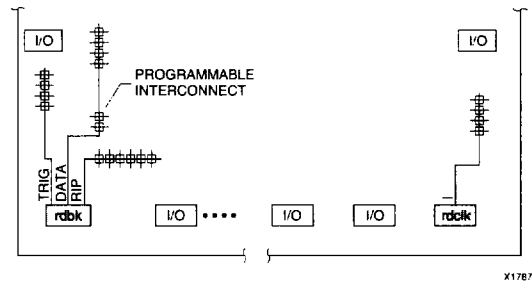 I/O
I/O
PROGRAMMABLE
INTERCONNECT
TRIG
DATA
RIP
rdbk
I/O
I/O
I/O
rdclk
I
X1787